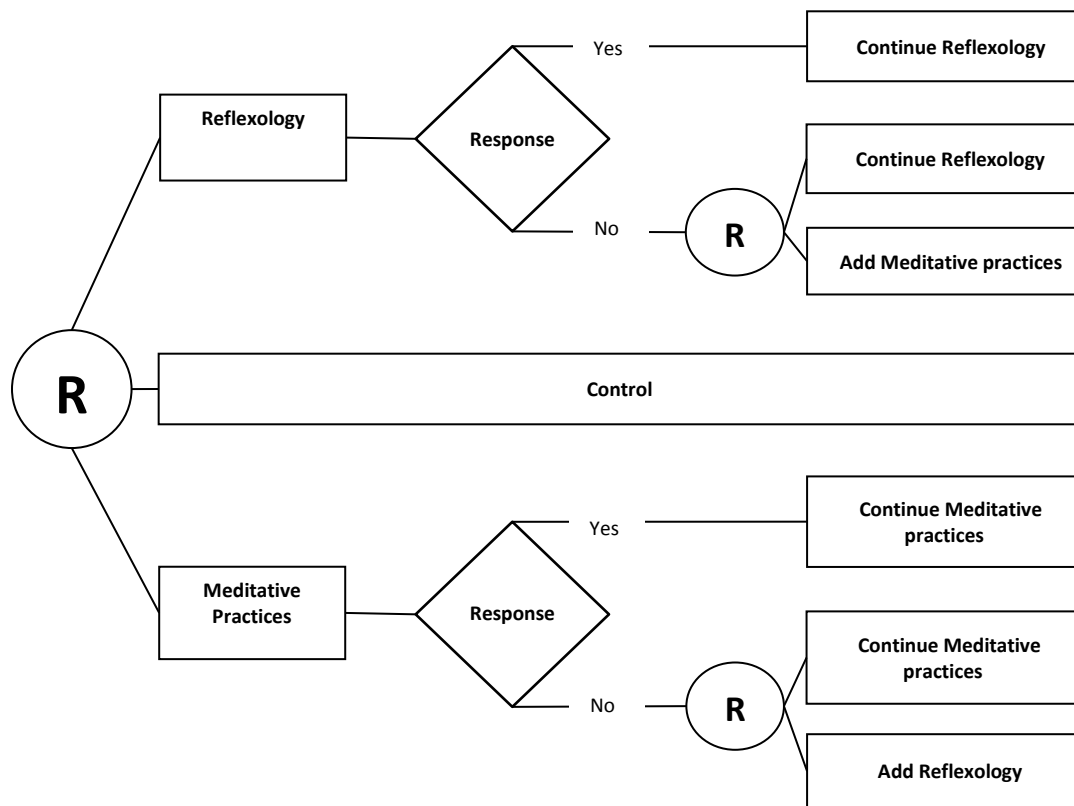 Yes
Continue Reflexology
Reflexology
Response
Continue Reflexology
No
R
Add Meditative practices
R
Control
Yes
Continue Meditative
practices
Meditative
Practices
Response
Continue Meditative
practices
No
R
Add Reflexology